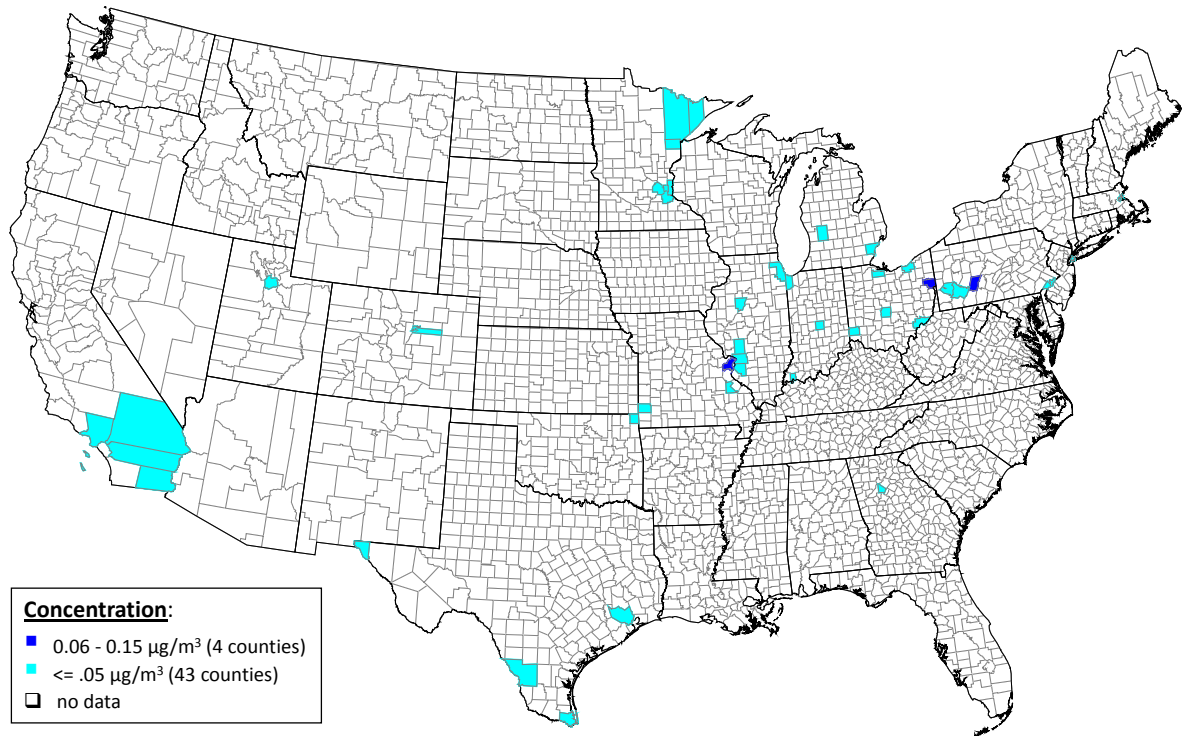 Concentration:
0.06 - 0.15 µg/m³ (4 counties)
<= .05 µg/m³ (43 counties)
no data